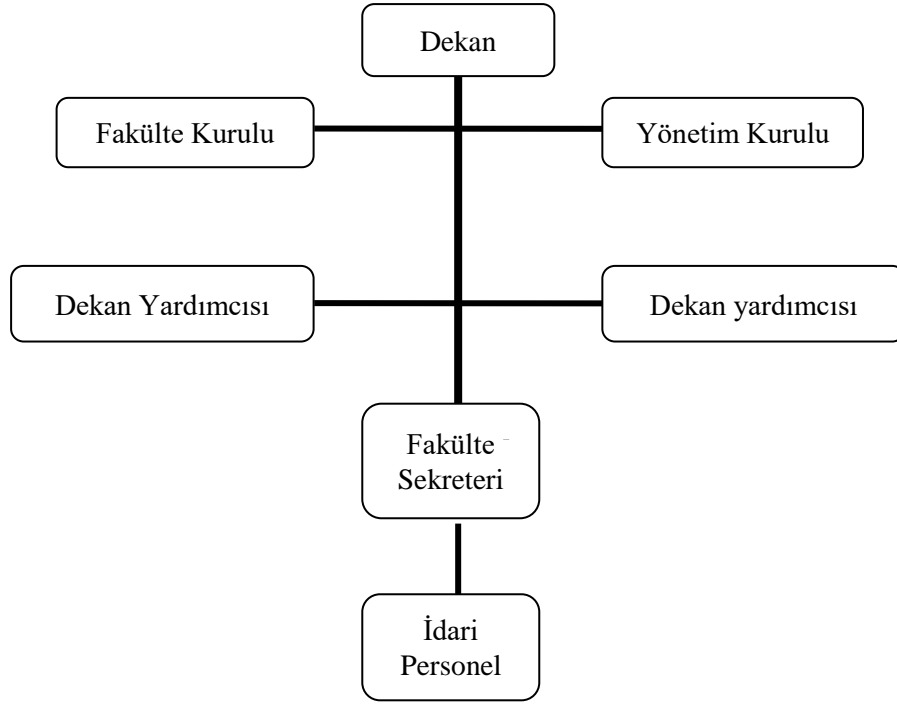 Dekan
Fakülte Kurulu
Yönetim Kurulu
Dekan Yardımcısı
Dekan yardımcısı
Fakülte
Sekreteri
İdari
Personel